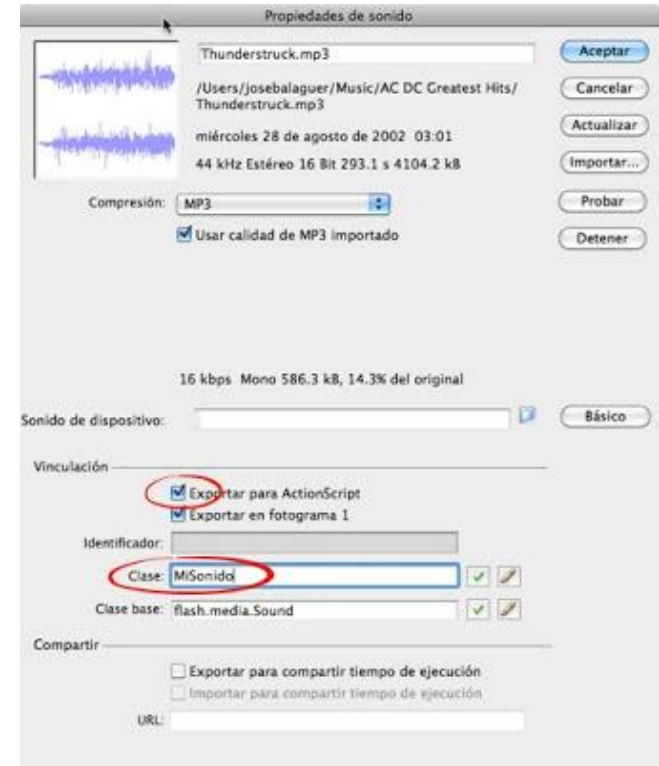 Propiedades de sonido
Thunderstruck.mp3
Aceptar
/Users/josebalaguer/Music/AC DC Greatest Hits/
Thunderstruck.mp3
Cancelar
miércoles 28 de agosto de 2002 03:01
Actualizar
44 kHz Estéreo 16 Bit 293.1 s 4104.2 kB
Importar...
Compresión: MP3
Probar
Usar calidad de MP3 importado
Detener
16 kbps Mono 586.3 kB, 14.3% del original
Sonido de dispositivo:
Básico
Vinculación
Exportar para ActionScript
Exportar en fotograma 1
Identificador:
Clase: MiSonido
Clase base: flash.media.Sound
Compartir
Exportar para compartir tiempo de ejecución
Importar para compartir tiempo de ejecución
URL: